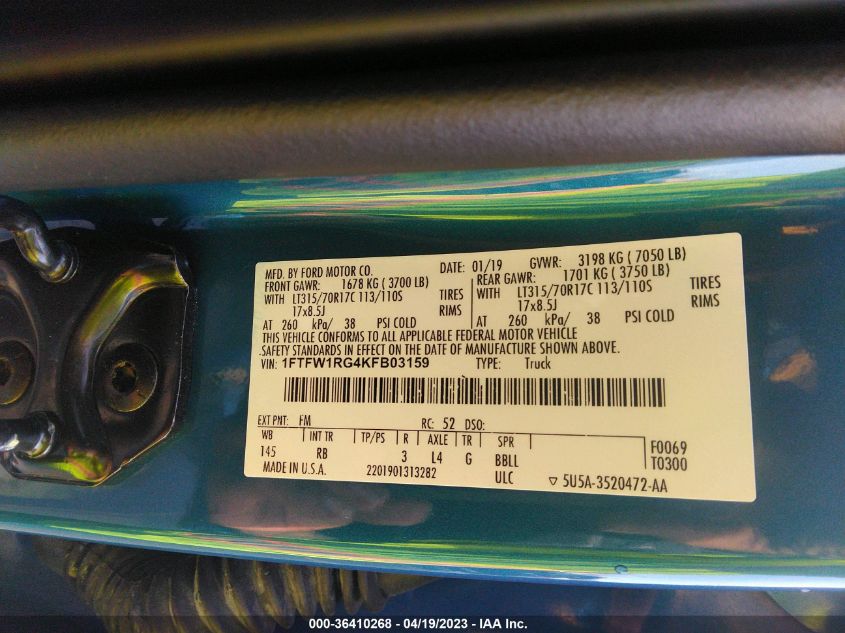 MFD. BY FORD MOTOR CO. DATE: 01/19 GVWR: 3198 KG ( 7050 LB)
FRONT GAWR: 1678 KG ( 3700 LB) REAR GAWR: 1701 KG ( 3750 LB)
WITH LT315/70R17C 113/110S TIRES WITH LT315/70R17C 113/110S TIRES
17x8.5J RIMS 17x8.5J RIMS
AT 260 kPa/ 38 PSI COLD AT 260 kPa/ 38 PSI COLD
THIS VEHICLE CONFORMS TO ALL APPLICABLE FEDERAL MOTOR VEHICLE
SAFETY STANDARDS IN EFFECT ON THE DATE OF MANUFACTURE SHOWN ABOVE.
VIN: 1FTFW1RG4KFB03159 TYPE: Truck
EXT PNT: FM RC: 52 DSO:
WB INT TR TP/PS R AXLE TR SPR F0069
145 RB 3 L4 G BBLL T0300
MADE IN U.S.A. 2201901313282 ULC 5U5A-3520472-AA
000-36410268 - 04/19/2023 - IAA Inc.